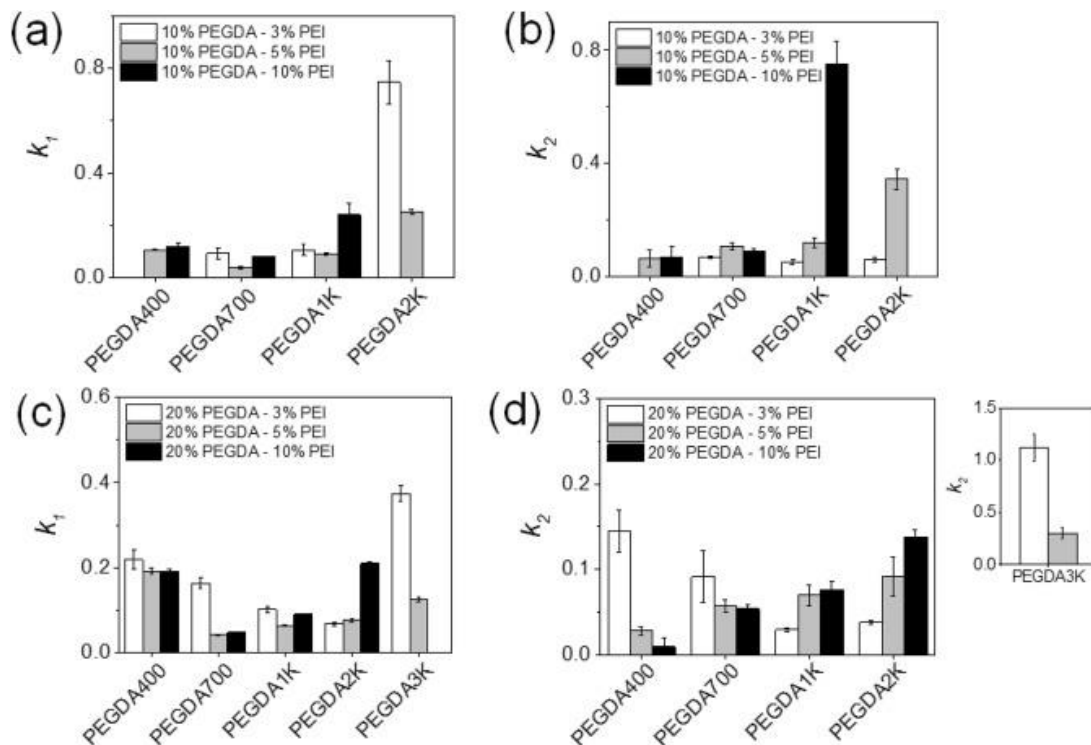 (a)
10% PEGDA - 3% PEI
10% PEGDA - 5% PEI
10% PEGDA - 10% PEI
0.8
0.4
0.0
k1
PEGDA400
PEGDA700
PEGDA1K
PEGDA2K
(b)
10% PEGDA - 3% PEI
10% PEGDA - 5% PEI
10% PEGDA - 10% PEI
0.8
0.4
0.0
k2
PEGDA400
PEGDA700
PEGDA1K
PEGDA2K
(c)
20% PEGDA - 3% PEI
20% PEGDA - 5% PEI
20% PEGDA - 10% PEI
0.6
0.4
0.2
0.0
k1
PEGDA400
PEGDA700
PEGDA1K
PEGDA2K
PEGDA3K
(d)
20% PEGDA - 3% PEI
20% PEGDA - 5% PEI
20% PEGDA - 10% PEI
0.3
0.2
0.1
0.0
k2
PEGDA400
PEGDA700
PEGDA1K
PEGDA2K
1.5
1.0
0.5
0.0
k2
PEGDA3K